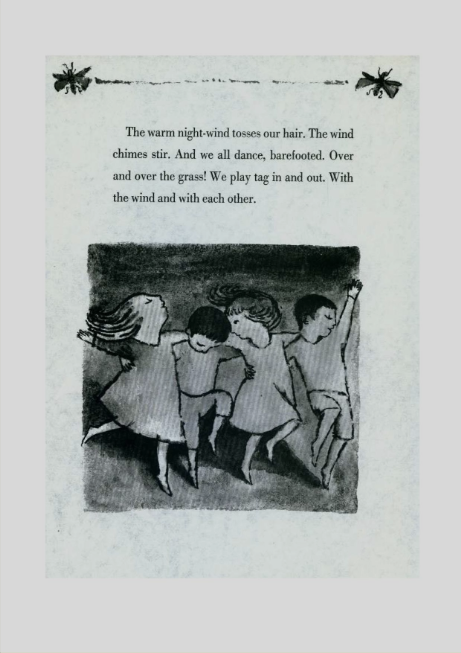 The warm night-wind tosses our hair. The wind
chimes stir. And we all dance, barefooted. Over
and over the grass! We play tag in and out. With
the wind and with each other.